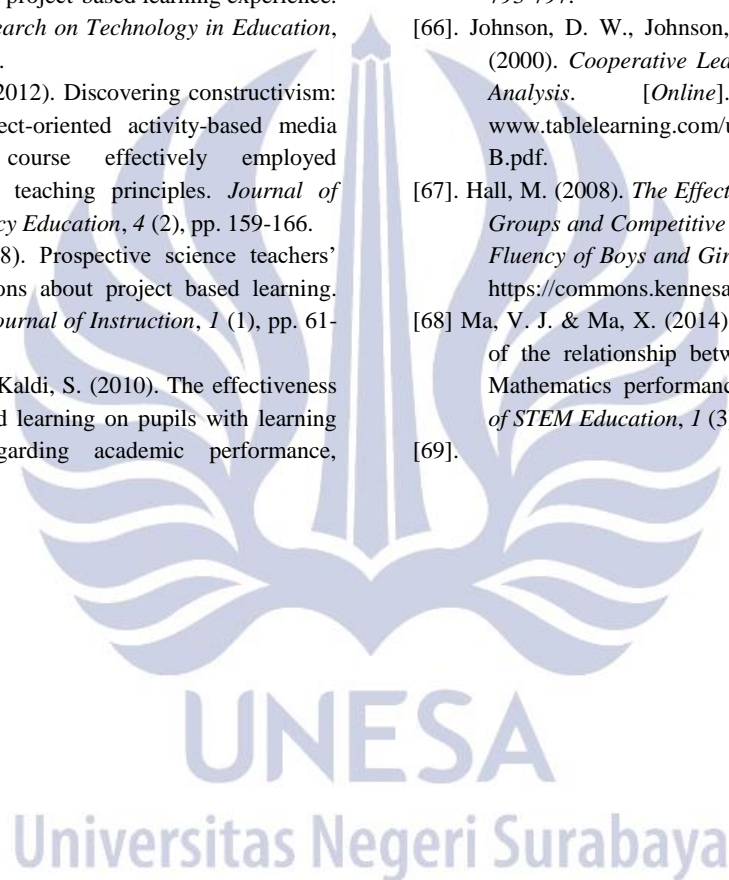 project-based learning experience.
earch on Technology in Education,
.
2012). Discovering constructivism:
ect-oriented activity-based media
course effectively employed
teaching principles. Journal of
cy Education, 4 (2), pp. 159-166.
8). Prospective science teachers’
ons about project based learning.
ournal of Instruction, 1 (1), pp. 61-
Kaldi, S. (2010). The effectiveness
d learning on pupils with learning
garding academic performance,
[66]. Johnson, D. W., Johnson,
(2000). Cooperative Lea
Analysis. [Online].
www.tablelearning.com/u
B.pdf.
[67]. Hall, M. (2008). The Effect
Groups and Competitive
Fluency of Boys and Gir
https://commons.kennesa
[68] Ma, V. J. & Ma, X. (2014)
of the relationship betw
Mathematics performanc
of STEM Education, 1 (3
[69].
UNESA
Universitas Negeri Surabaya